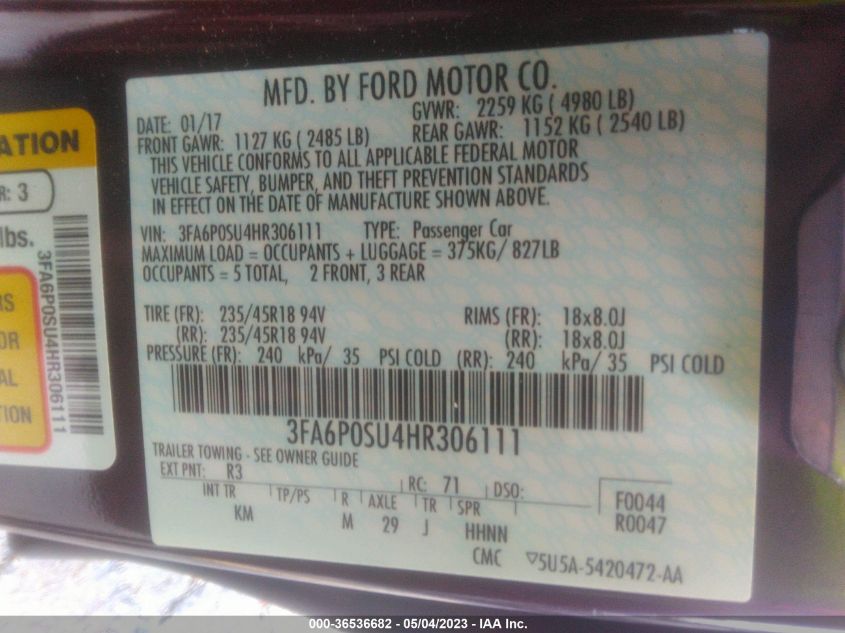 MFD. BY FORD MOTOR CO.
DATE: 01/17
GVWR: 2259 KG ( 4980 LB)
FRONT GAWR: 1127 KG ( 2485 LB)
REAR GAWR: 1152 KG ( 2540 LB)
THIS VEHICLE CONFORMS TO ALL APPLICABLE FEDERAL MOTOR
VEHICLE SAFETY, BUMPER, AND THEFT PREVENTION STANDARDS
IN EFFECT ON THE DATE OF MANUFACTURE SHOWN ABOVE.
VIN: 3FA6P0SU4HR306111 TYPE: Passenger Car
MAXIMUM LOAD = OCCUPANTS + LUGGAGE = 375KG/ 827LB
OCCUPANTS = 5 TOTAL, 2 FRONT, 3 REAR
TIRE (FR): 235/45R18 94V RIMS (FR): 18x8.0J
(RR): 235/45R18 94V (RR): 18x8.0J
PRESSURE (FR): 240 kPa/ 35 PSI COLD (RR): 240 kPa/ 35 PSI COLD
3FA6P0SU4HR306111
TRAILER TOWING - SEE OWNER GUIDE
EXT PNT: R3 RC: 71 DSO:
INT TR TP/PS R AXLE TR SPR
KM M 29 J HHNN
CMC
F0044
R0047
▽5U5A-5420472-AA
ATION
R: 3
lbs.
3FA6P0SU4HR306111
RS
OR
AL
TION
000-36536682 - 05/04/2023 - IAA Inc.